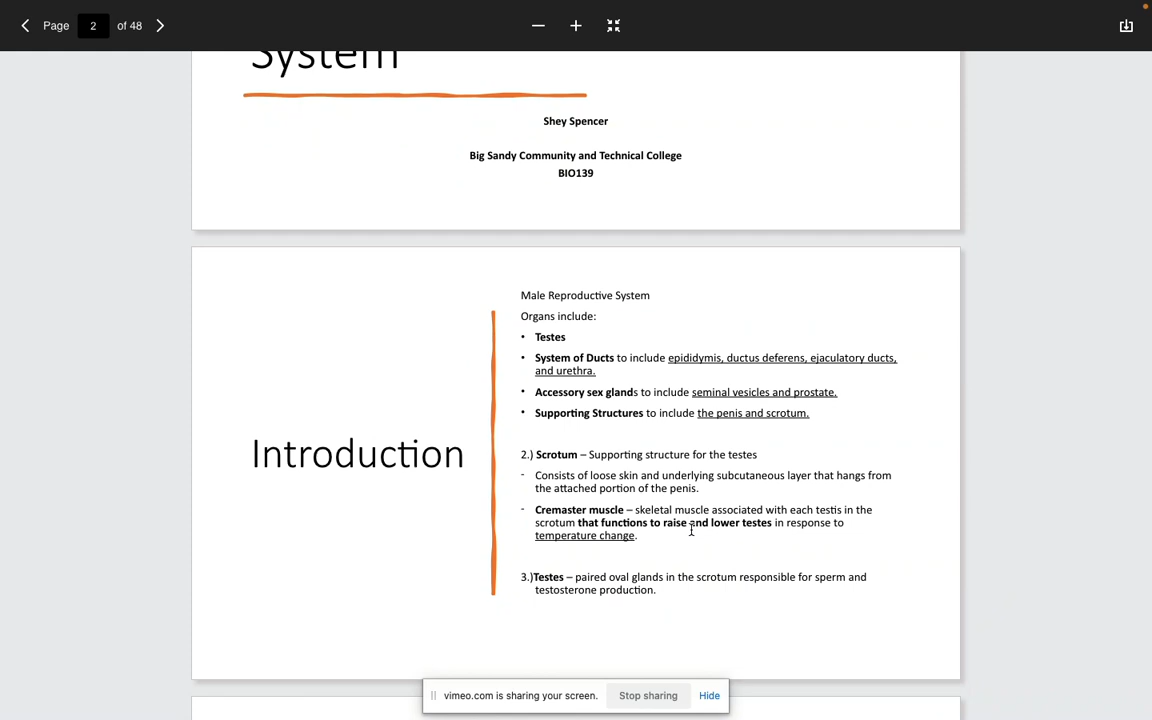 Page 2 of 48
System
Shey Spencer
Big Sandy Community and Technical College
BIO139
Introduction
Male Reproductive System
Organs include:
• Testes
• System of Ducts to include epididymis, ductus deferens, ejaculatory ducts,
and urethra.
• Accessory sex glands to include seminal vesicles and prostate.
• Supporting Structures to include the penis and scrotum.
2.) Scrotum – Supporting structure for the testes
- Consists of loose skin and underlying subcutaneous layer that hangs from
the attached portion of the penis.
- Cremaster muscle – skeletal muscle associated with each testis in the
scrotum that functions to raise and lower testes in response to
temperature change.
3.)Testes – paired oval glands in the scrotum responsible for sperm and
testosterone production.
vimeo.com is sharing your screen. Stop sharing Hide